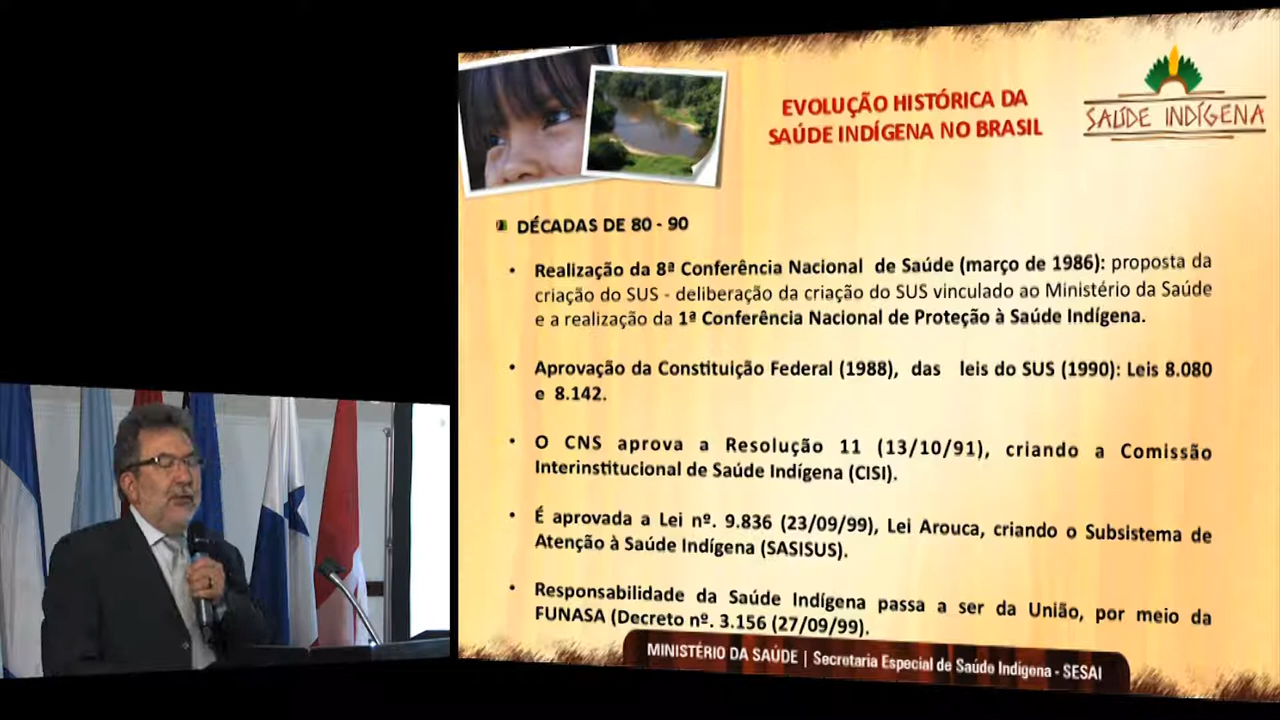 EVOLUÇÃO HISTÓRICA DA
SAÚDE INDÍGENA NO BRASIL
SAÚDE INDÍGENA
DÉCADAS DE 80 - 90
• Realização da 8ª Conferência Nacional de Saúde (março de 1986): proposta da
criação do SUS - deliberação da criação do SUS vinculado ao Ministério da Saúde
e a realização da 1ª Conferência Nacional de Proteção à Saúde Indígena.
• Aprovação da Constituição Federal (1988), das leis do SUS (1990): Leis 8.080
e 8.142.
• O CNS aprova a Resolução 11 (13/10/91), criando a Comissão
Interinstitucional de Saúde Indígena (CISI).
• É aprovada a Lei nº. 9.836 (23/09/99), Lei Arouca, criando o Subsistema de
Atenção à Saúde Indígena (SASISUS).
• Responsabilidade da Saúde Indígena passa a ser da União, por meio da
FUNASA (Decreto nº. 3.156 (27/09/99).
MINISTÉRIO DA SAÚDE | Secretaria Especial de Saúde Indígena - SESAI